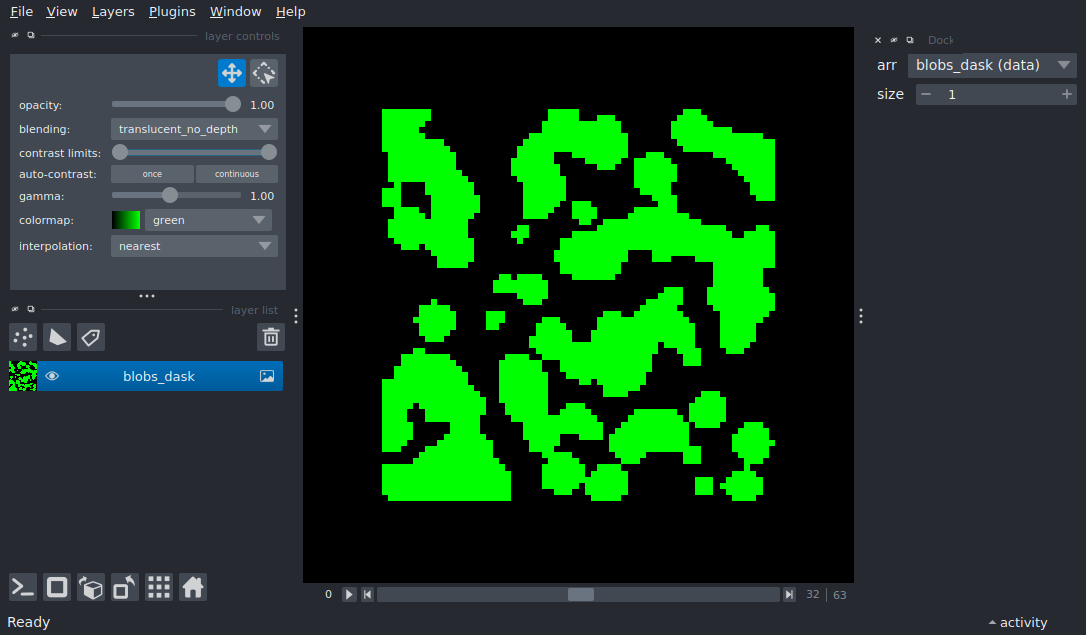 File View Layers Plugins Window Help
layer controls
opacity: 1.00
blending: translucent_no_depth
contrast limits:
auto-contrast: once continuous
gamma: 1.00
colormap: green
interpolation: nearest
layer list
blobs_dask
Dock
arr blobs_dask (data)
size 1
0 32 63
Ready
activity